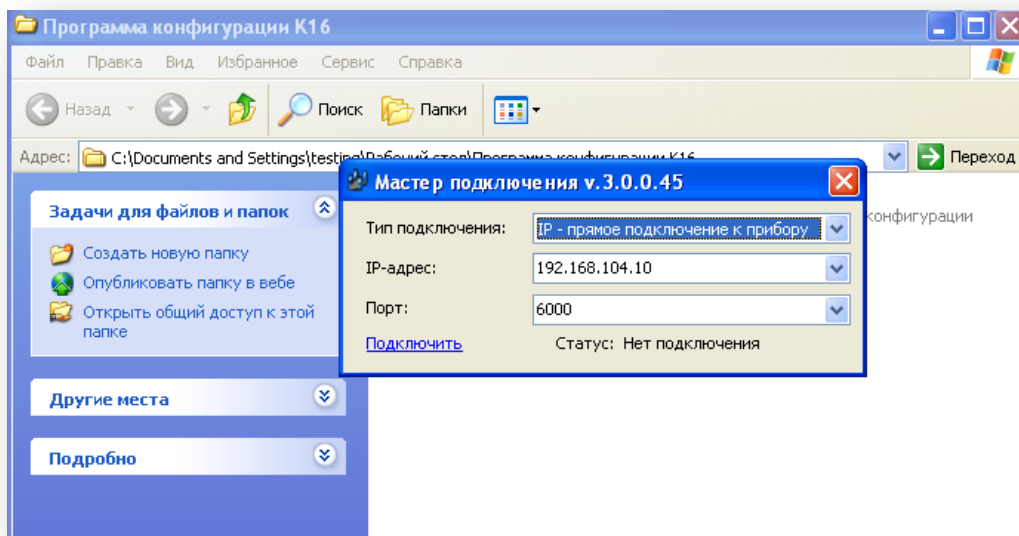 Программа конфигурации K16
Файл Правка Вид Избранное Сервис Справка
Назад Поиск Папки
Адрес: C:\Documents and Settings\testing\Рабочий стол\Программа конфигурации K16 Переход
Мастер подключения v.3.0.0.45
Задачи для файлов и папок
конфигурации
Тип подключения: IP - прямое подключение к прибору
Создать новую папку
IP-адрес: 192.168.104.10
Опубликовать папку в вебе
Открыть общий доступ к этой
папке
Порт: 6000
Подключить Статус: Нет подключения
Другие места
Подробно